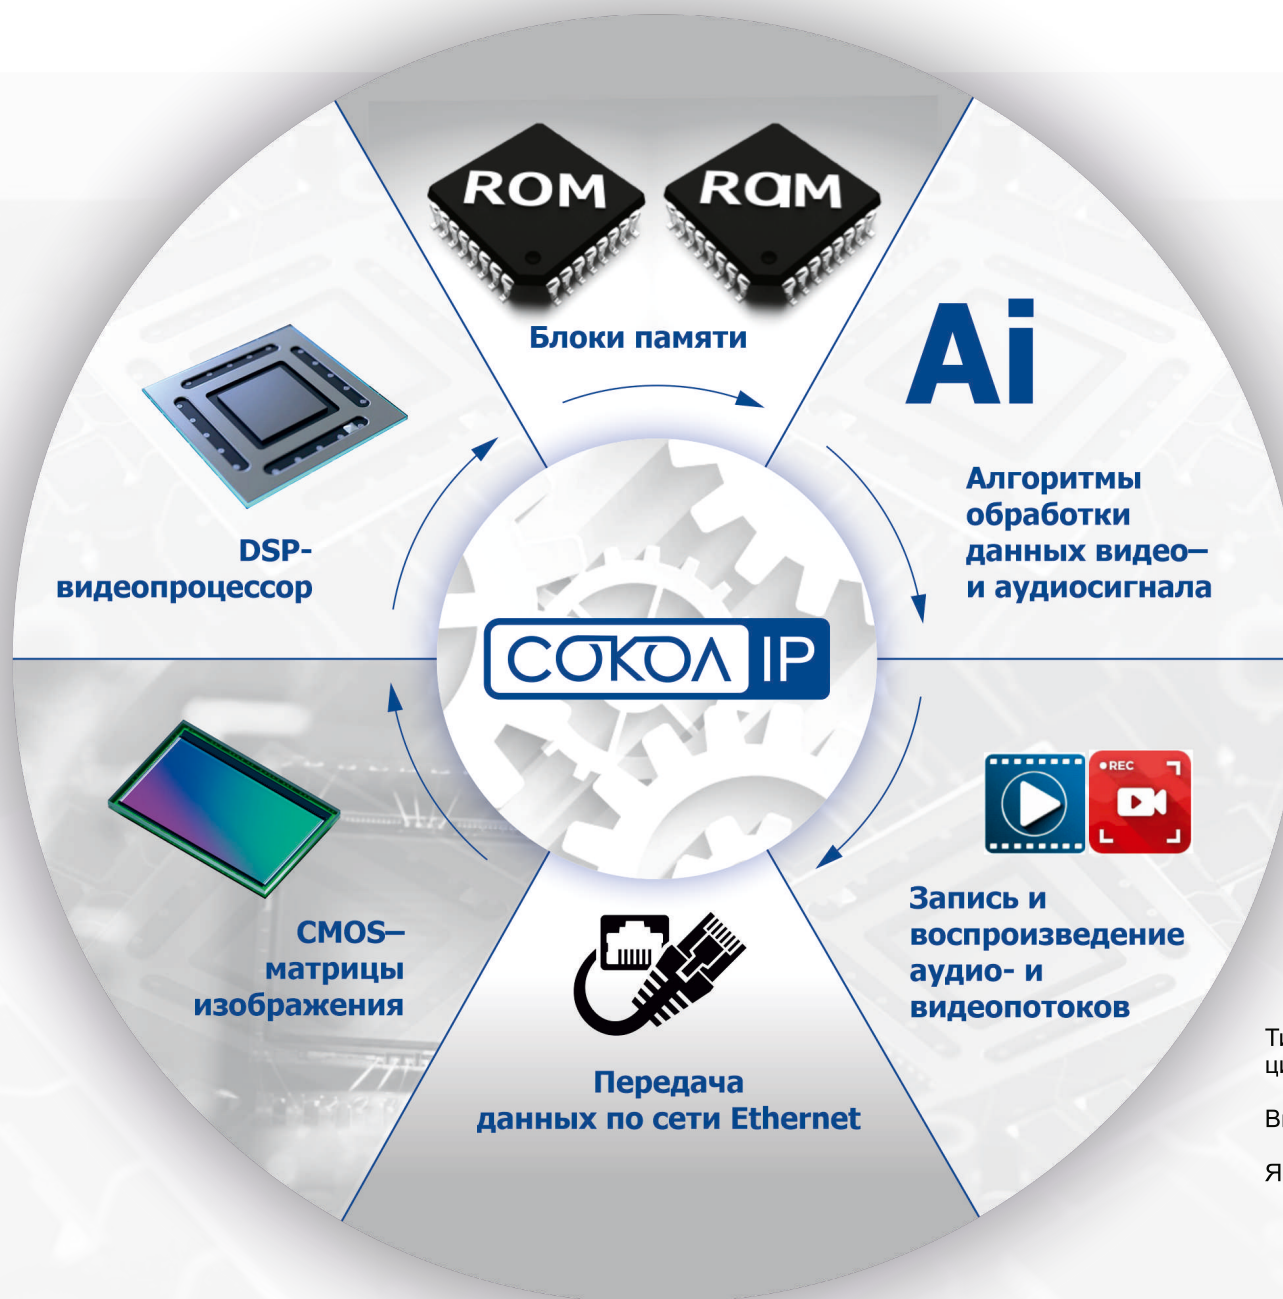 ROM
RAM
Блоки памяти
Ai
Алгоритмы
обработки
данных видео–
и аудиосигнала
DSP-
видеопроцессор
СОКОЛ IP
REC
CMOS–
матрицы
изображения
Запись и
воспроизведение
аудио- и
видеопотоков
Передача
данных по сети Ethernet